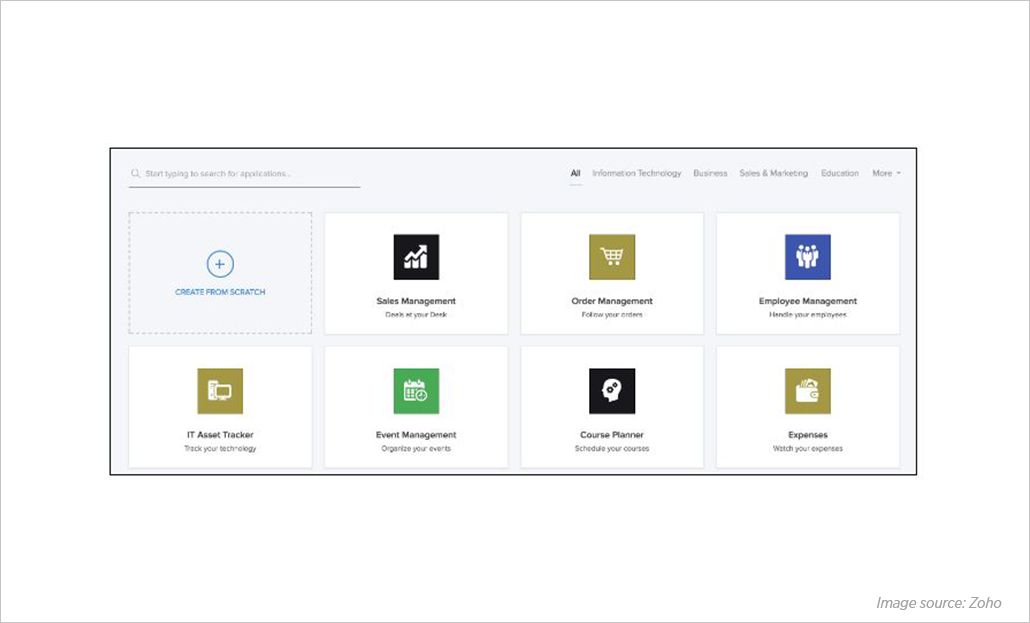 Start typing to search for applications...
All Information Technology Business Sales & Marketing Education More
CREATE FROM SCRATCH
Sales Management
Deals at your Desk
Order Management
Follow your orders
Employee Management
Handle your employees
IT Asset Tracker
Track your technology
Event Management
Organize your events
Course Planner
Schedule your courses
Expenses
Watch your expenses
Image source: Zoho